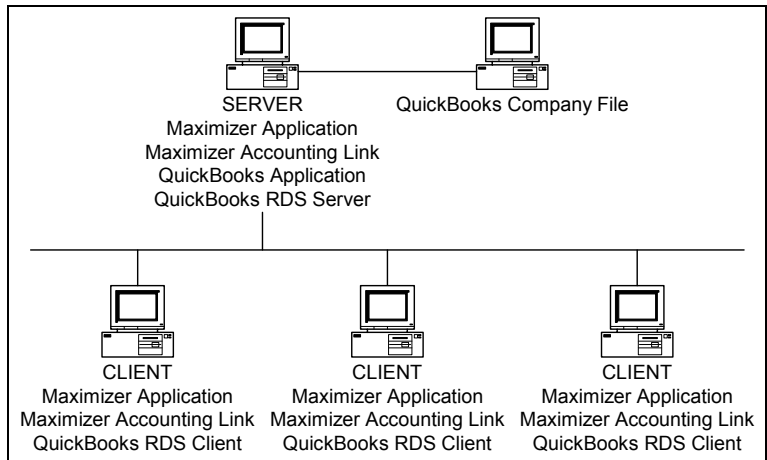 SERVER
Maximizer Application
Maximizer Accounting Link
QuickBooks Application
QuickBooks RDS Server
QuickBooks Company File
CLIENT
Maximizer Application
Maximizer Accounting Link
QuickBooks RDS Client
CLIENT
Maximizer Application
Maximizer Accounting Link
QuickBooks RDS Client
CLIENT
Maximizer Application
Maximizer Accounting Link
QuickBooks RDS Client